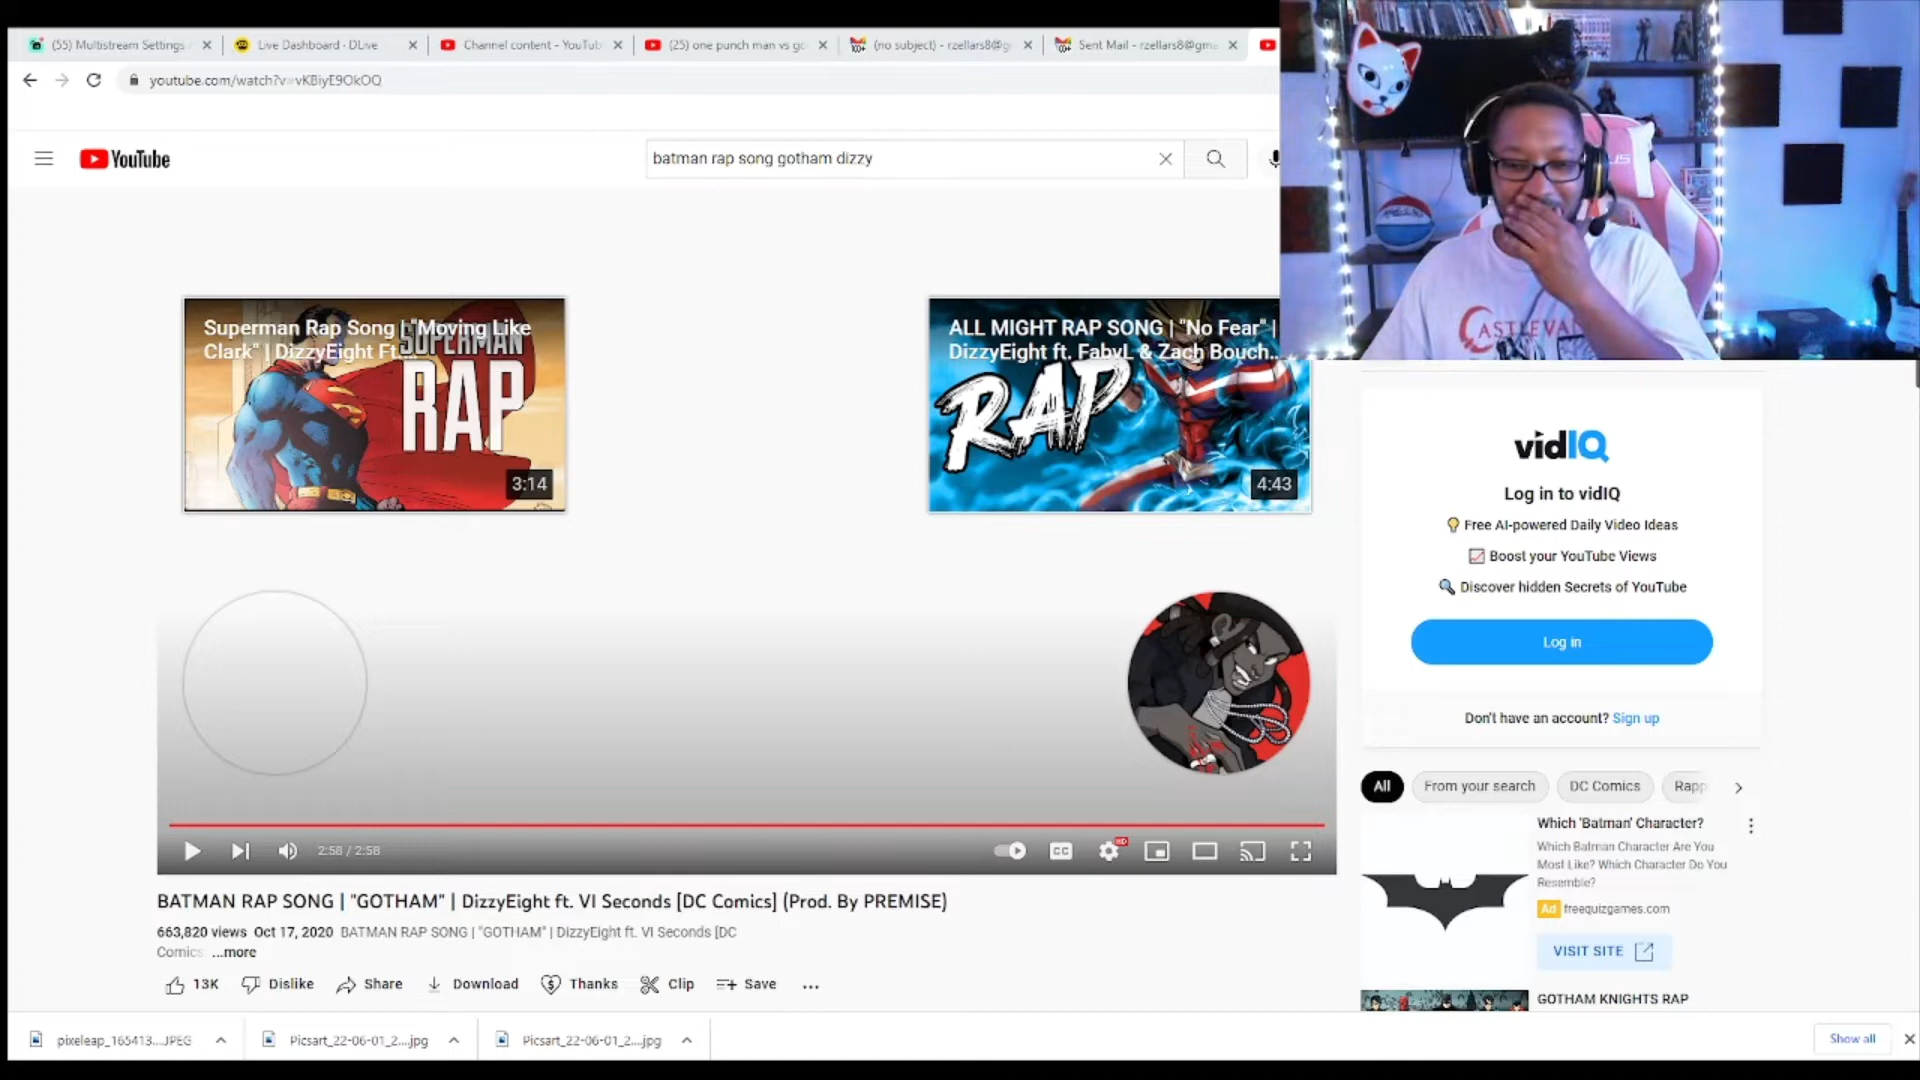 (55) Multistream Settings
Live Dashboard · DLive
Channel content - YouTub
(25) one punch man vs go
(no subject) - rzellars8@g
Sent Mail - rzellars8@gm
youtube.com/watch?v=vKBiyE9OkOQ
YouTube
batman rap song gotham dizzy
Superman Rap Song | "Moving Like
Clark" | DizzyEight Ft....
SUPERMAN
RAP
3:14
ALL MIGHT RAP SONG | "No Fear" |
DizzyEight ft. FabvL & Zach Bouch...
RAP
4:43
CASTLEVA
vidIQ
Log in to vidIQ
Free AI-powered Daily Video Ideas
Boost your YouTube Views
Discover hidden Secrets of YouTube
Log in
Don't have an account? Sign up
All
From your search
DC Comics
Rapp
2:58 / 2:58
CC
HD
BATMAN RAP SONG | "GOTHAM" | DizzyEight ft. VI Seconds [DC Comics] (Prod. By PREMISE)
663,820 views Oct 17, 2020 BATMAN RAP SONG | "GOTHAM" | DizzyEight ft. VI Seconds [DC
Comics ...more
13K
Dislike
Share
Download
Thanks
Clip
Save
Which 'Batman' Character?
Which Batman Character Are You
Most Like? Which Character Do You
Resemble?
Ad freequizgames.com
VISIT SITE
GOTHAM KNIGHTS RAP
pixeleap_165413....JPEG
Picsart_22-06-01_2....jpg
Picsart_22-06-01_2....jpg
Show all